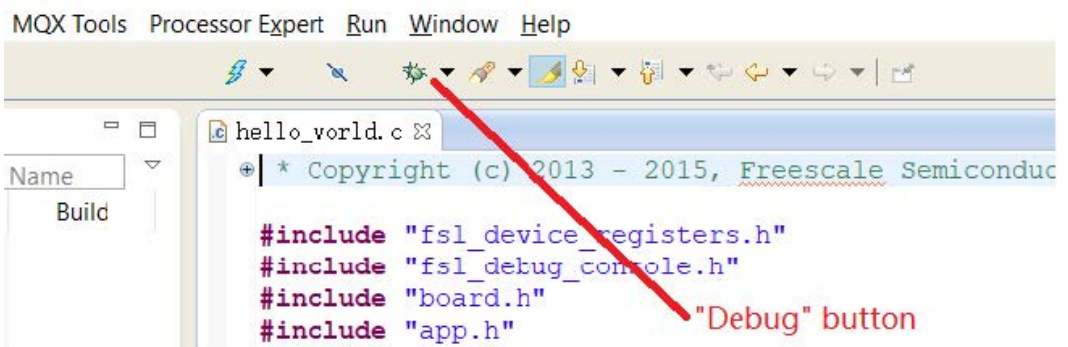 MQX Tools Processor Expert Run Window Help
hello_vorld.c
Name
* Copyright (c) 2013 - 2015, Freescale Semiconduc
Build
#include "fsl_device_registers.h"
#include "fsl_debug_console.h"
#include "board.h"
"Debug" button
#include "app.h"